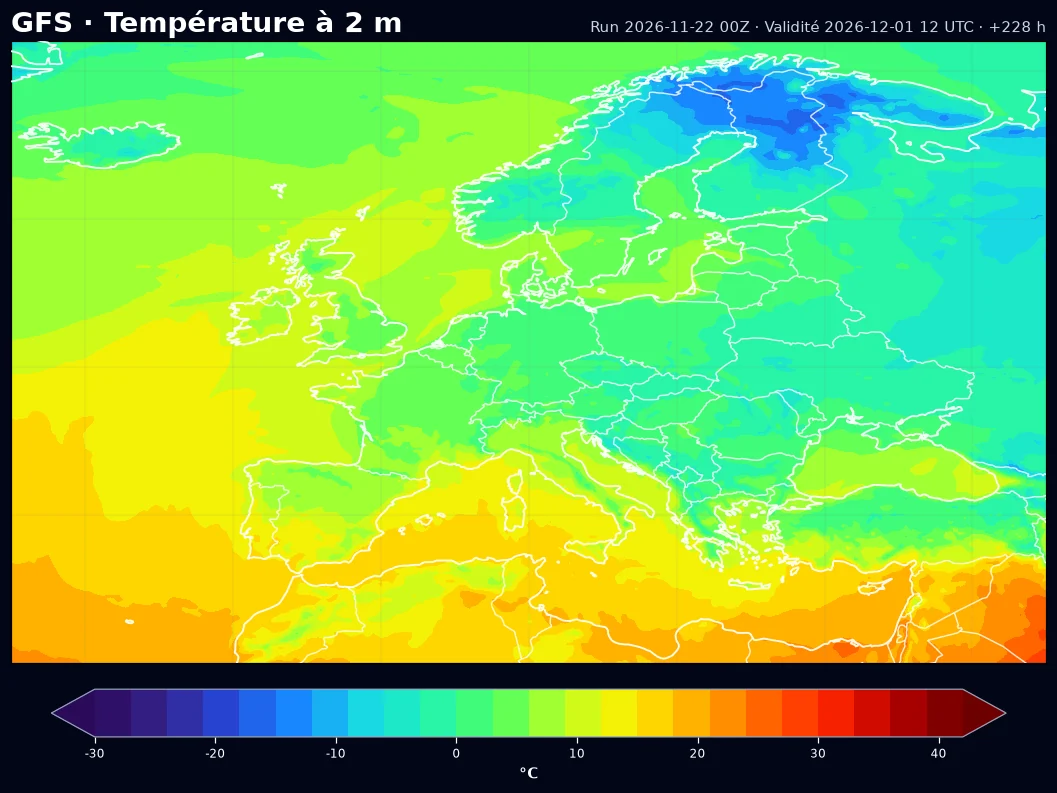 GFS · Température à 2 m
Run 2026-11-22 00Z · Validité 2026-12-01 12 UTC · +228 h
-30 -20 -10 0 10 20 30 40
°C